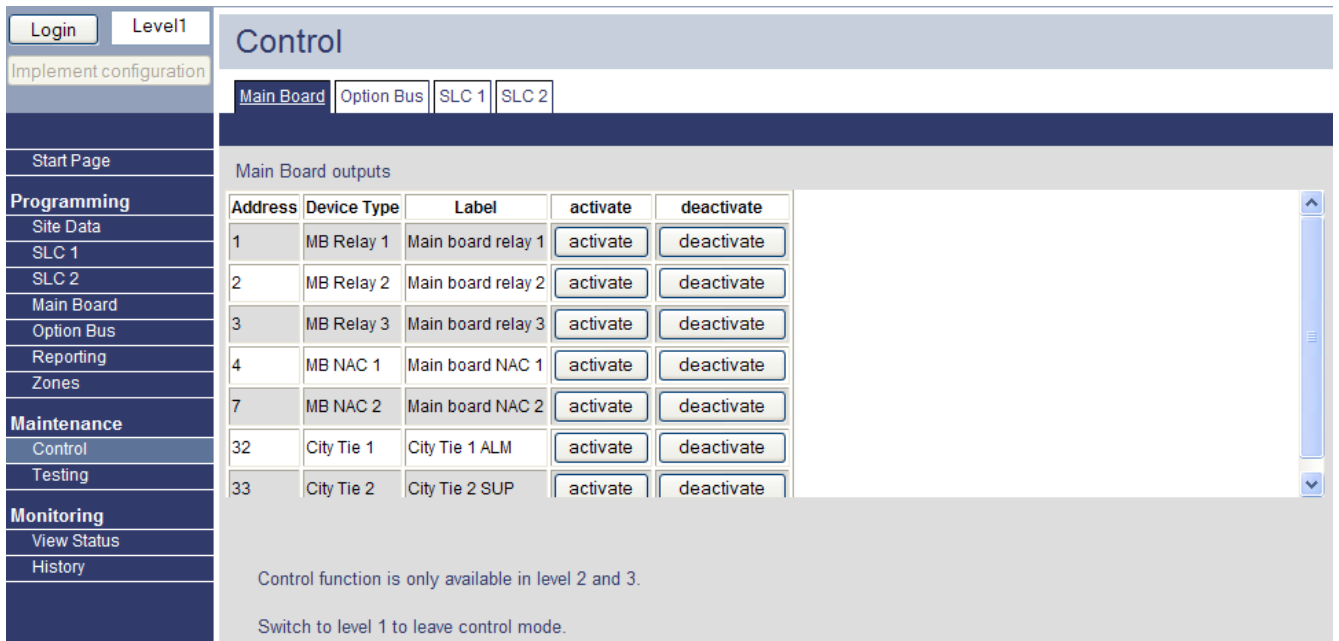 Login Level1
Implement configuration
Start Page
Programming
Site Data
SLC 1
SLC 2
Main Board
Option Bus
Reporting
Zones
Maintenance
Control
Testing
Monitoring
View Status
History
Control
Main Board Option Bus SLC 1 SLC 2
Main Board outputs
Address Device Type Label activate deactivate
1 MB Relay 1 Main board relay 1 activate deactivate
2 MB Relay 2 Main board relay 2 activate deactivate
3 MB Relay 3 Main board relay 3 activate deactivate
4 MB NAC 1 Main board NAC 1 activate deactivate
7 MB NAC 2 Main board NAC 2 activate deactivate
32 City Tie 1 City Tie 1 ALM activate deactivate
33 City Tie 2 City Tie 2 SUP activate deactivate
Control function is only available in level 2 and 3.
Switch to level 1 to leave control mode.